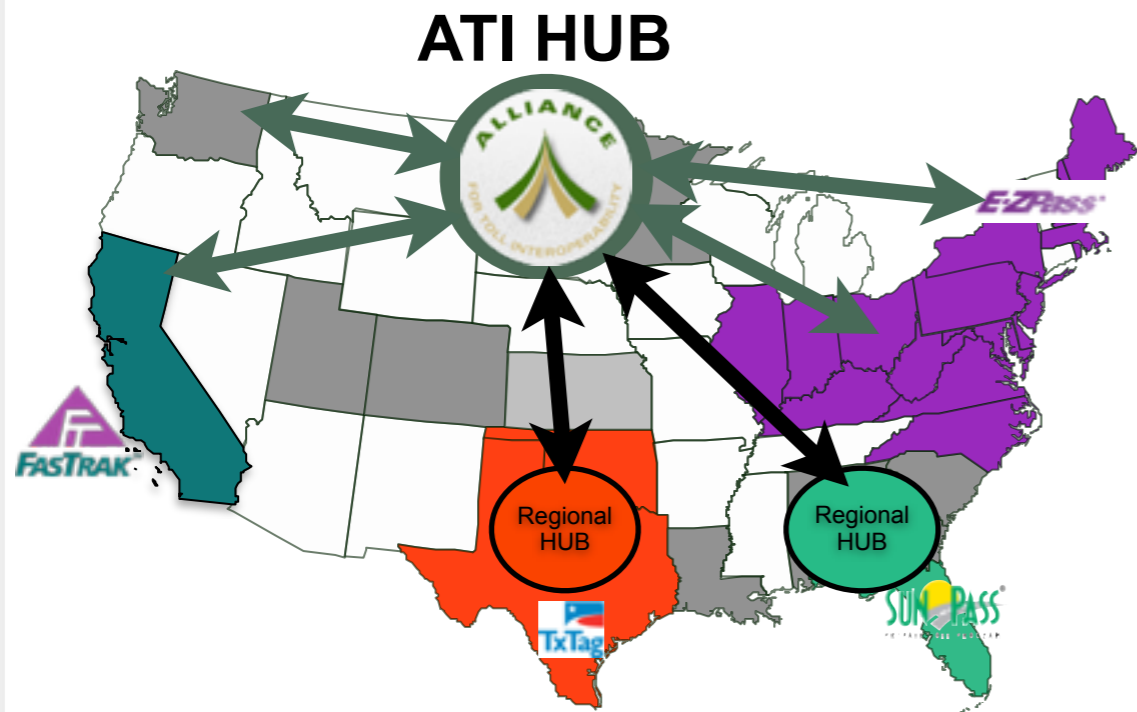 ATI HUB
ALLIANCE
FOR TOLL INTEROPERABILITY
E-ZPass
FASTRAK
Regional
HUB
Regional
HUB
TxTag
SUNPASS